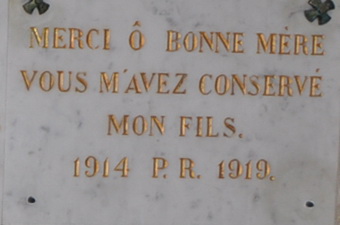 MERCI Ô BONNE MÈRE
VOUS M'AVEZ CONSERVÉ
MON FILS.
1914 P. R. 1919.